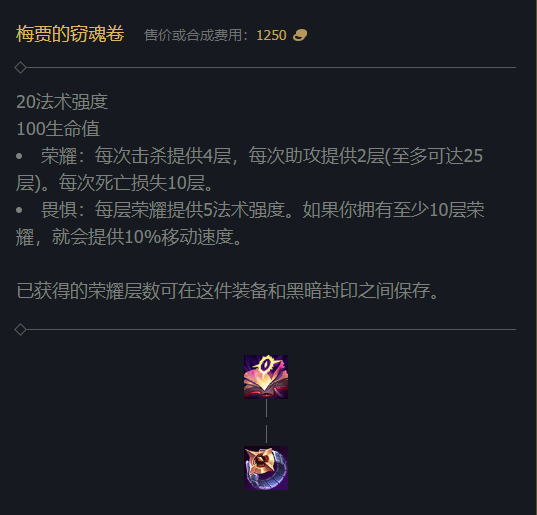 梅贾的窃魂卷 售价或合成费用：1250
20法术强度
100生命值
• 荣耀：每次击杀提供4层，每次助攻提供2层(至多可达25
层)。每次死亡损失10层。
• 畏惧：每层荣耀提供5法术强度。如果你拥有至少10层荣
耀，就会提供10%移动速度。
已获得的荣耀层数可在这件装备和黑暗封印之间保存。